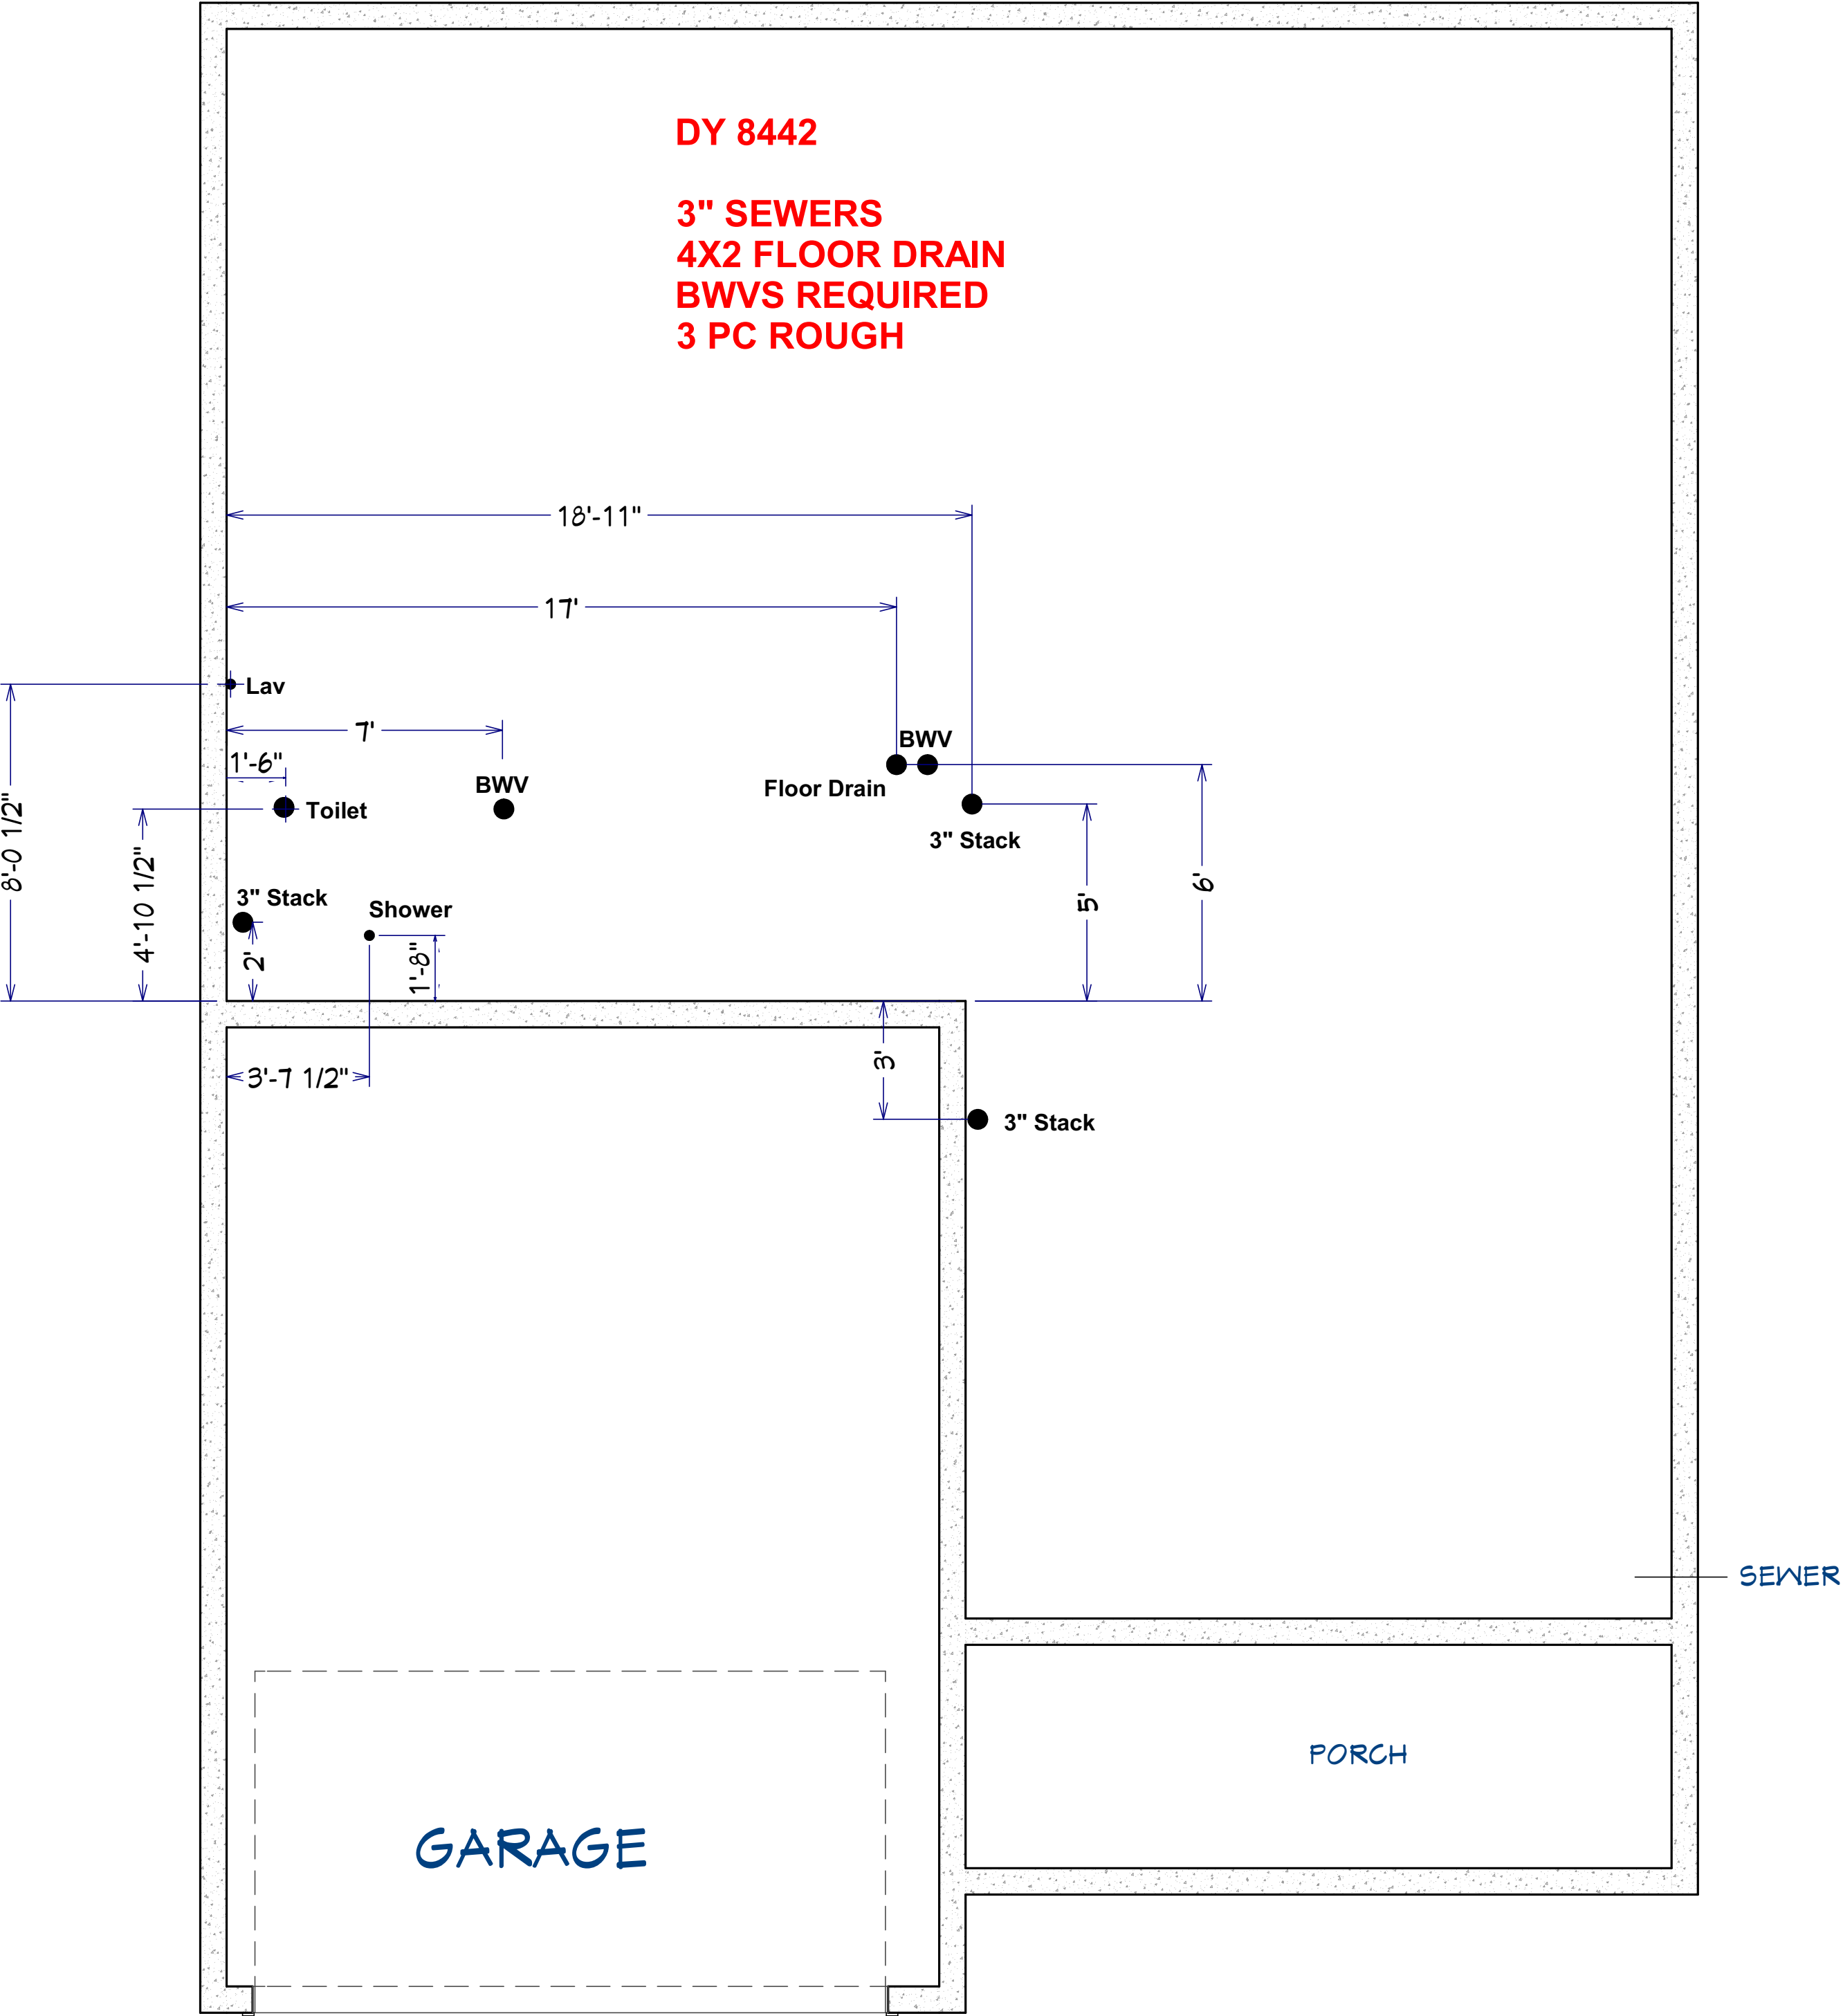 DY 8442
3" SEWERS
4X2 FLOOR DRAIN
BWVS REQUIRED
3 PC ROUGH
18'-11"
17'
Lav
7'
BWV
1'-6"
BWV
Floor Drain
Toilet
3" Stack
8'-0 1/2"
4'-10 1/2"
6'
5'
3" Stack
Shower
2'
1'-8"
3'
3'-7 1/2"
3" Stack
SEWER
PORCH
GARAGE